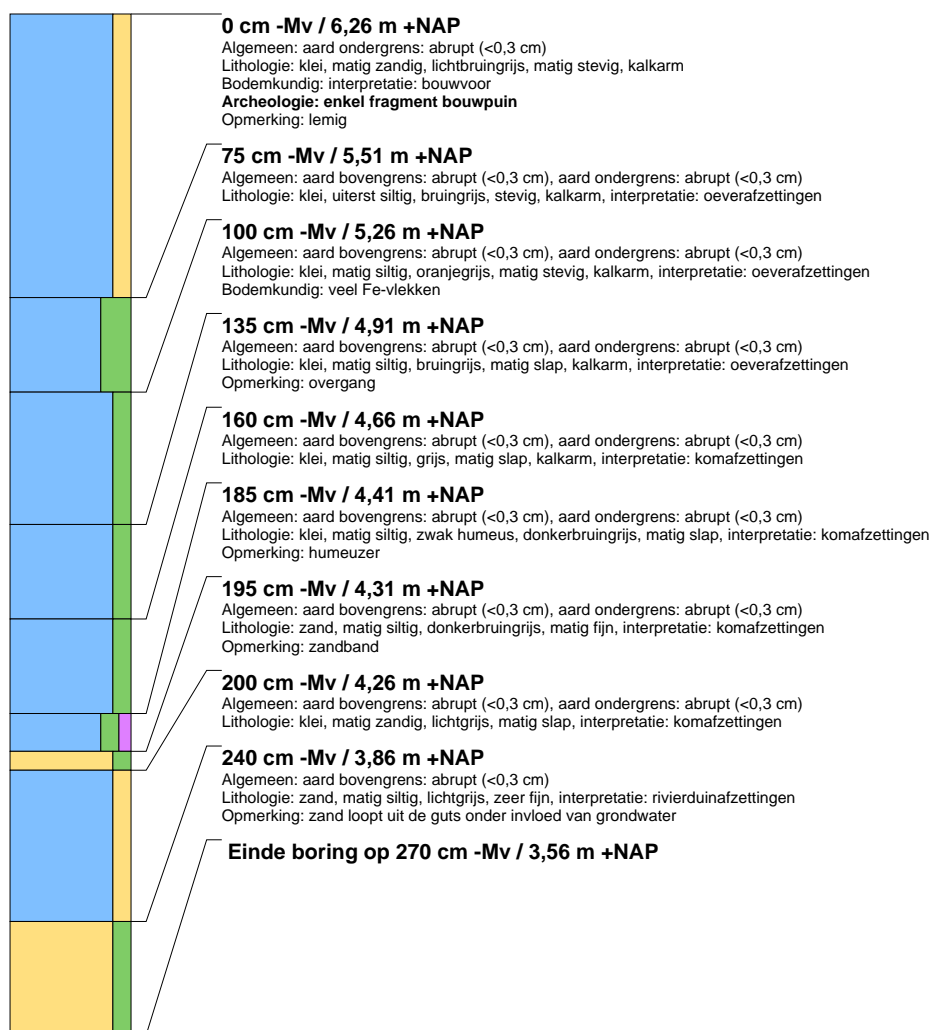 0 cm -Mv / 6,26 m +NAP
Algemeen: aard ondergrens: abrupt (<0,3 cm)
Lithologie: klei, matig zandig, lichtbruingrijs, matig stevig, kalkarm
Bodemkundig: interpretatie: bouwvoor
Archeologie: enkel fragment bouwpuin
Opmerking: lemig
75 cm -Mv / 5,51 m +NAP
Algemeen: aard bovengrens: abrupt (<0,3 cm), aard ondergrens: abrupt (<0,3 cm)
Lithologie: klei, uiterst siltig, bruingrijs, stevig, kalkarm, interpretatie: oeverafzettingen
100 cm -Mv / 5,26 m +NAP
Algemeen: aard bovengrens: abrupt (<0,3 cm), aard ondergrens: abrupt (<0,3 cm)
Lithologie: klei, matig siltig, oranjegrijs, matig stevig, kalkarm, interpretatie: oeverafzettingen
Bodemkundig: veel Fe-vlekken
135 cm -Mv / 4,91 m +NAP
Algemeen: aard bovengrens: abrupt (<0,3 cm), aard ondergrens: abrupt (<0,3 cm)
Lithologie: klei, matig siltig, bruingrijs, matig slap, kalkarm, interpretatie: oeverafzettingen
Opmerking: overgang
160 cm -Mv / 4,66 m +NAP
Algemeen: aard bovengrens: abrupt (<0,3 cm), aard ondergrens: abrupt (<0,3 cm)
Lithologie: klei, matig siltig, grijs, matig slap, kalkarm, interpretatie: komafzettingen
185 cm -Mv / 4,41 m +NAP
Algemeen: aard bovengrens: abrupt (<0,3 cm), aard ondergrens: abrupt (<0,3 cm)
Lithologie: klei, matig siltig, zwak humeus, donkerbruingrijs, matig slap, interpretatie: komafzettingen
Opmerking: humeuzer
195 cm -Mv / 4,31 m +NAP
Algemeen: aard bovengrens: abrupt (<0,3 cm), aard ondergrens: abrupt (<0,3 cm)
Lithologie: zand, matig siltig, donkerbruingrijs, matig fijn, interpretatie: komafzettingen
Opmerking: zandband
200 cm -Mv / 4,26 m +NAP
Algemeen: aard bovengrens: abrupt (<0,3 cm), aard ondergrens: abrupt (<0,3 cm)
Lithologie: klei, matig zandig, lichtgrijs, matig slap, interpretatie: komafzettingen
240 cm -Mv / 3,86 m +NAP
Algemeen: aard bovengrens: abrupt (<0,3 cm)
Lithologie: zand, matig siltig, lichtgrijs, zeer fijn, interpretatie: rivierduinafzettingen
Opmerking: zand loopt uit de guts onder invloed van grondwater
Einde boring op 270 cm -Mv / 3,56 m +NAP